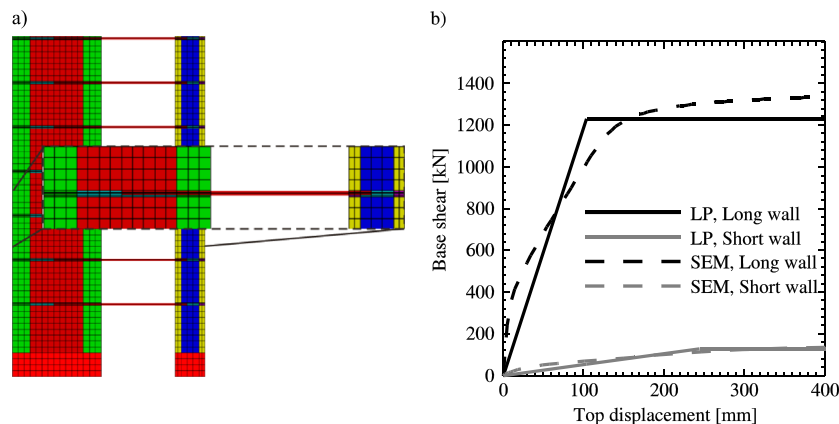 a)
b)
1400
1200
1000
800
600
400
200
0
Base shear [kN]
LP, Long wall
LP, Short wall
SEM, Long wall
SEM, Short wall
0 100 200 300 400
Top displacement [mm]